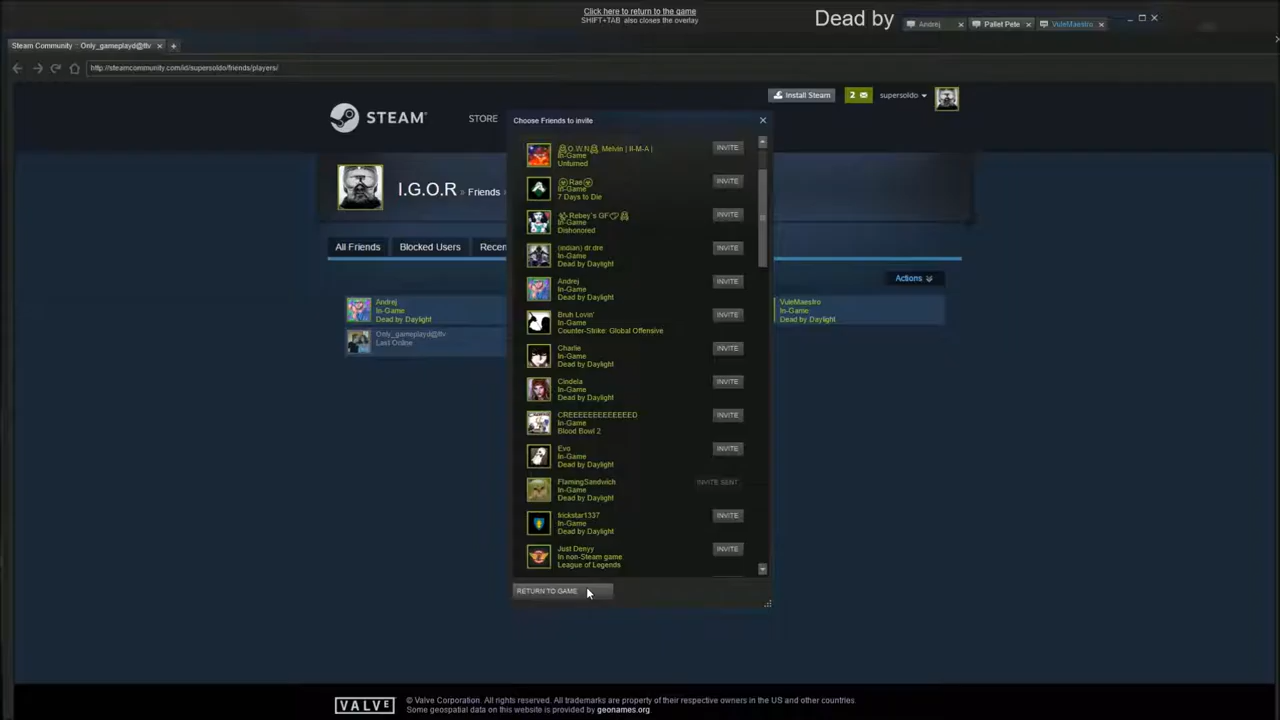 Click here to return to the game
SHIFT+TAB also closes the overlay
Dead by
Andrej
Pallet Pete
VuleMaestro
Steam Community :: Only_gameplayd@ttv
http://steamcommunity.com/id/supersoldo/friends/players/
Install Steam
2
supersoldo
STEAM
STORE
I.G.O.R » Friends »
All Friends
Blocked Users
Recen
Actions
Andrej
In-Game
Dead by Daylight
Only_gameplayd@ttv
Last Online
VuleMaestro
In-Game
Dead by Daylight
Choose Friends to invite
O.W.N Melvin | II-M-A |
In-Game
Unturned
INVITE
Rae
In-Game
7 Days to Die
INVITE
Rebey`s GF
In-Game
Dishonored
INVITE
(indian) dr.dre
In-Game
Dead by Daylight
INVITE
Andrej
In-Game
Dead by Daylight
INVITE
Bruh Lovin'
In-Game
Counter-Strike: Global Offensive
INVITE
Charlie
In-Game
Dead by Daylight
INVITE
Cindela
In-Game
Dead by Daylight
INVITE
CREEEEEEEEEEEEED
In-Game
Blood Bowl 2
INVITE
Evo
In-Game
Dead by Daylight
INVITE
FlamingSandwich
In-Game
Dead by Daylight
INVITE SENT
frickstar1337
In-Game
Dead by Daylight
INVITE
Just Denyy
In non-Steam game
League of Legends
INVITE
RETURN TO GAME
VALVE
© Valve Corporation. All rights reserved. All trademarks are property of their respective owners in the US and other countries.
Some geospatial data on this website is provided by geonames.org.